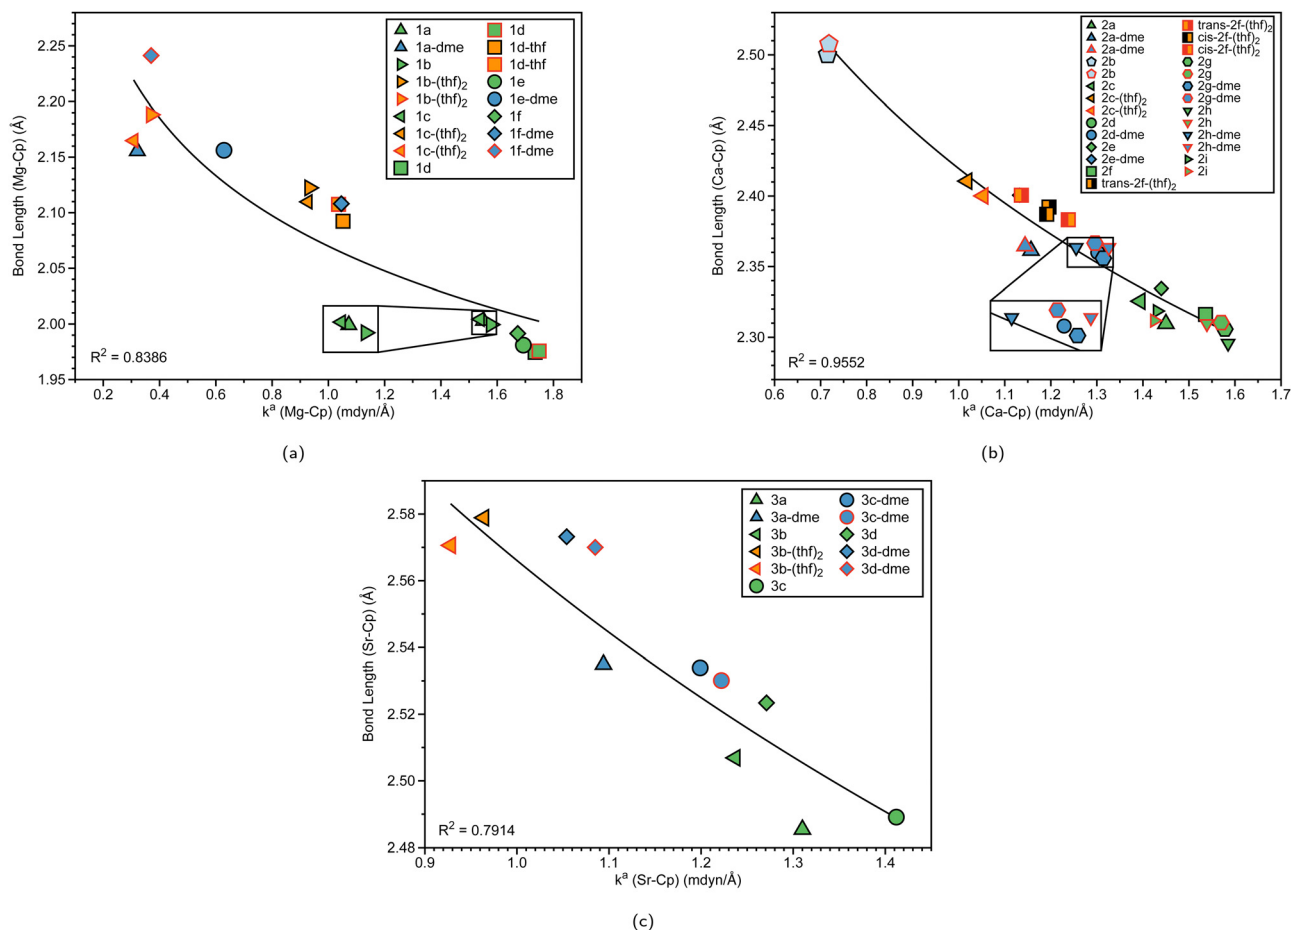 2.25
2.20
2.15
2.10
2.05
2.00
1.95
Bond Length (Mg-Cp) (Å)
1a
1a-dme
1b
1b-(thf)2
1b-(thf)2
1c
1c-(thf)2
1c-(thf)2
1d
1d
1d-thf
1d-thf
1e
1e-dme
1f
1f-dme
1f-dme
R2 = 0.8386
0.2 0.4 0.6 0.8 1.0 1.2 1.4 1.6 1.8
ka (Mg-Cp) (mdyn/Å)
(a)
2.50
2.45
2.40
2.35
2.30
Bond Length (Ca-Cp) (Å)
2a
2a-dme
2a-dme
2b
2b
2c
2c-(thf)2
2c-(thf)2
2d
2d-dme
2e
2e-dme
2f
trans-2f-(thf)2
trans-2f-(thf)2
cis-2f-(thf)2
cis-2f-(thf)2
2g
2g
2g-dme
2g-dme
2h
2h
2h-dme
2h-dme
2i
2i
R2 = 0.9552
0.6 0.7 0.8 0.9 1.0 1.1 1.2 1.3 1.4 1.5 1.6 1.7
ka (Ca-Cp) (mdyn/Å)
(b)
2.58
2.56
2.54
2.52
2.50
2.48
Bond Length (Sr-Cp) (Å)
3a
3a-dme
3b
3b-(thf)2
3b-(thf)2
3c
3c-dme
3c-dme
3d
3d-dme
3d-dme
R2 = 0.7914
0.9 1.0 1.1 1.2 1.3 1.4
ka (Sr-Cp) (mdyn/Å)
(c)